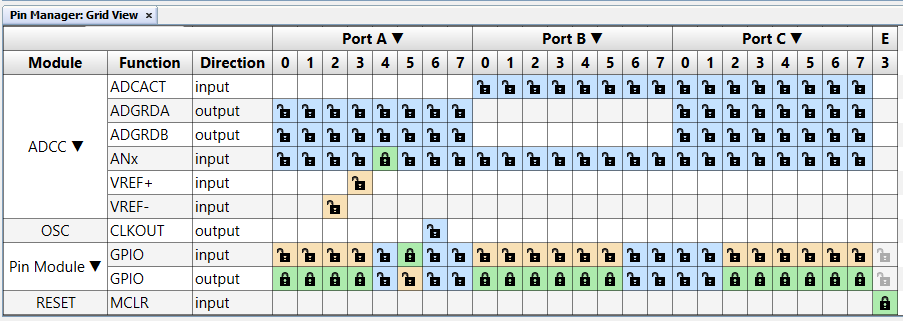 Pin Manager: Grid View ×
Port A ▼ Port B ▼ Port C ▼ E
Module Function Direction 0 1 2 3 4 5 6 7 0 1 2 3 4 5 6 7 0 1 2 3 4 5 6 7 3
ADCC ▼
ADCACT input
ADGRDA output
ADGRDB output
ANx input
VREF+ input
VREF- input
OSC CLKOUT output
Pin Module ▼
GPIO input
GPIO output
RESET MCLR input